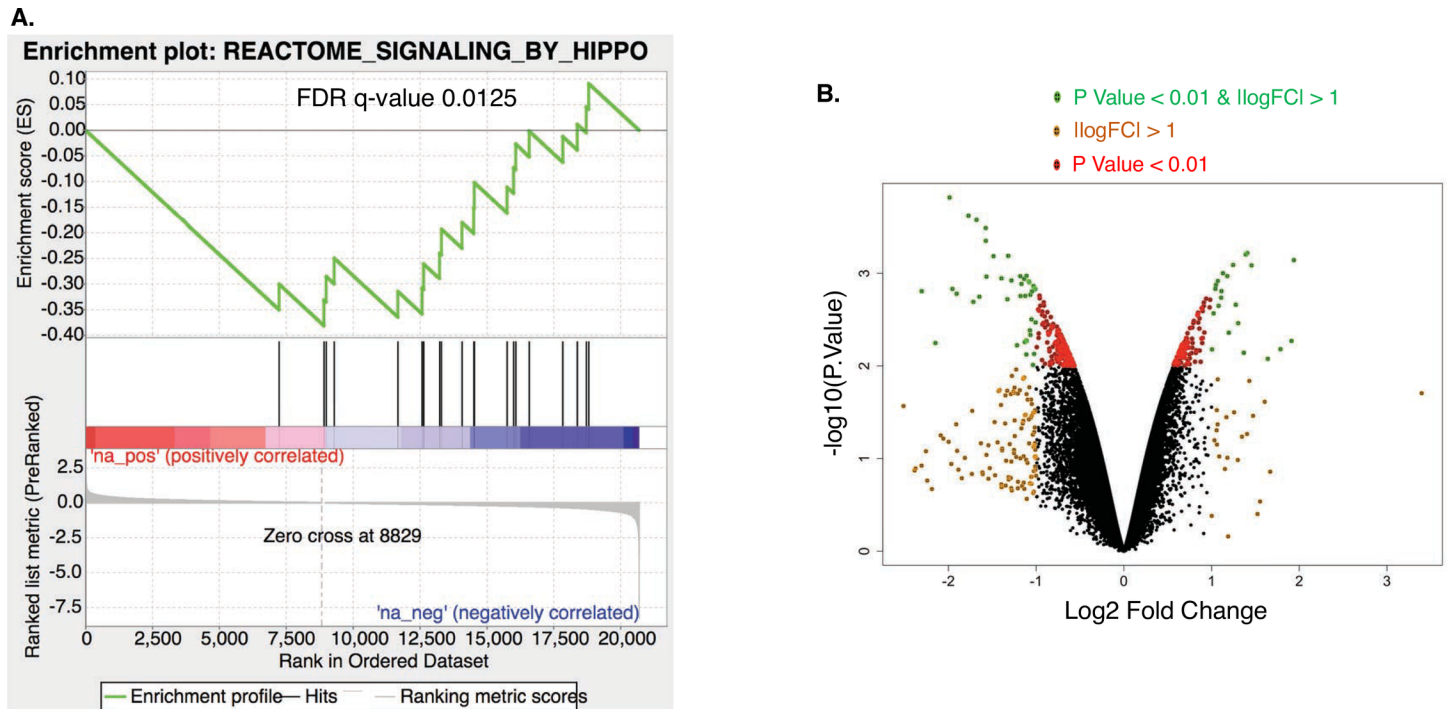 A.
Enrichment plot: REACTOME_SIGNALING_BY_HIPPO
FDR q-value 0.0125
Enrichment score (ES)
0.10
0.05
0.00
-0.05
-0.10
-0.15
-0.20
-0.25
-0.30
-0.35
-0.40
'na_pos' (positively correlated)
Ranked list metric (PreRanked)
2.5
0.0
-2.5
-5.0
-7.5
Zero cross at 8829
'na_neg' (negatively correlated)
0 2,500 5,000 7,500 10,000 12,500 15,000 17,500 20,000
Rank in Ordered Dataset
Enrichment profile Hits Ranking metric scores
B.
P Value < 0.01 & |logFC| > 1
|logFC| > 1
P Value < 0.01
-log10(P.Value)
3
2
1
0
-2 -1 0 1 2 3
Log2 Fold Change